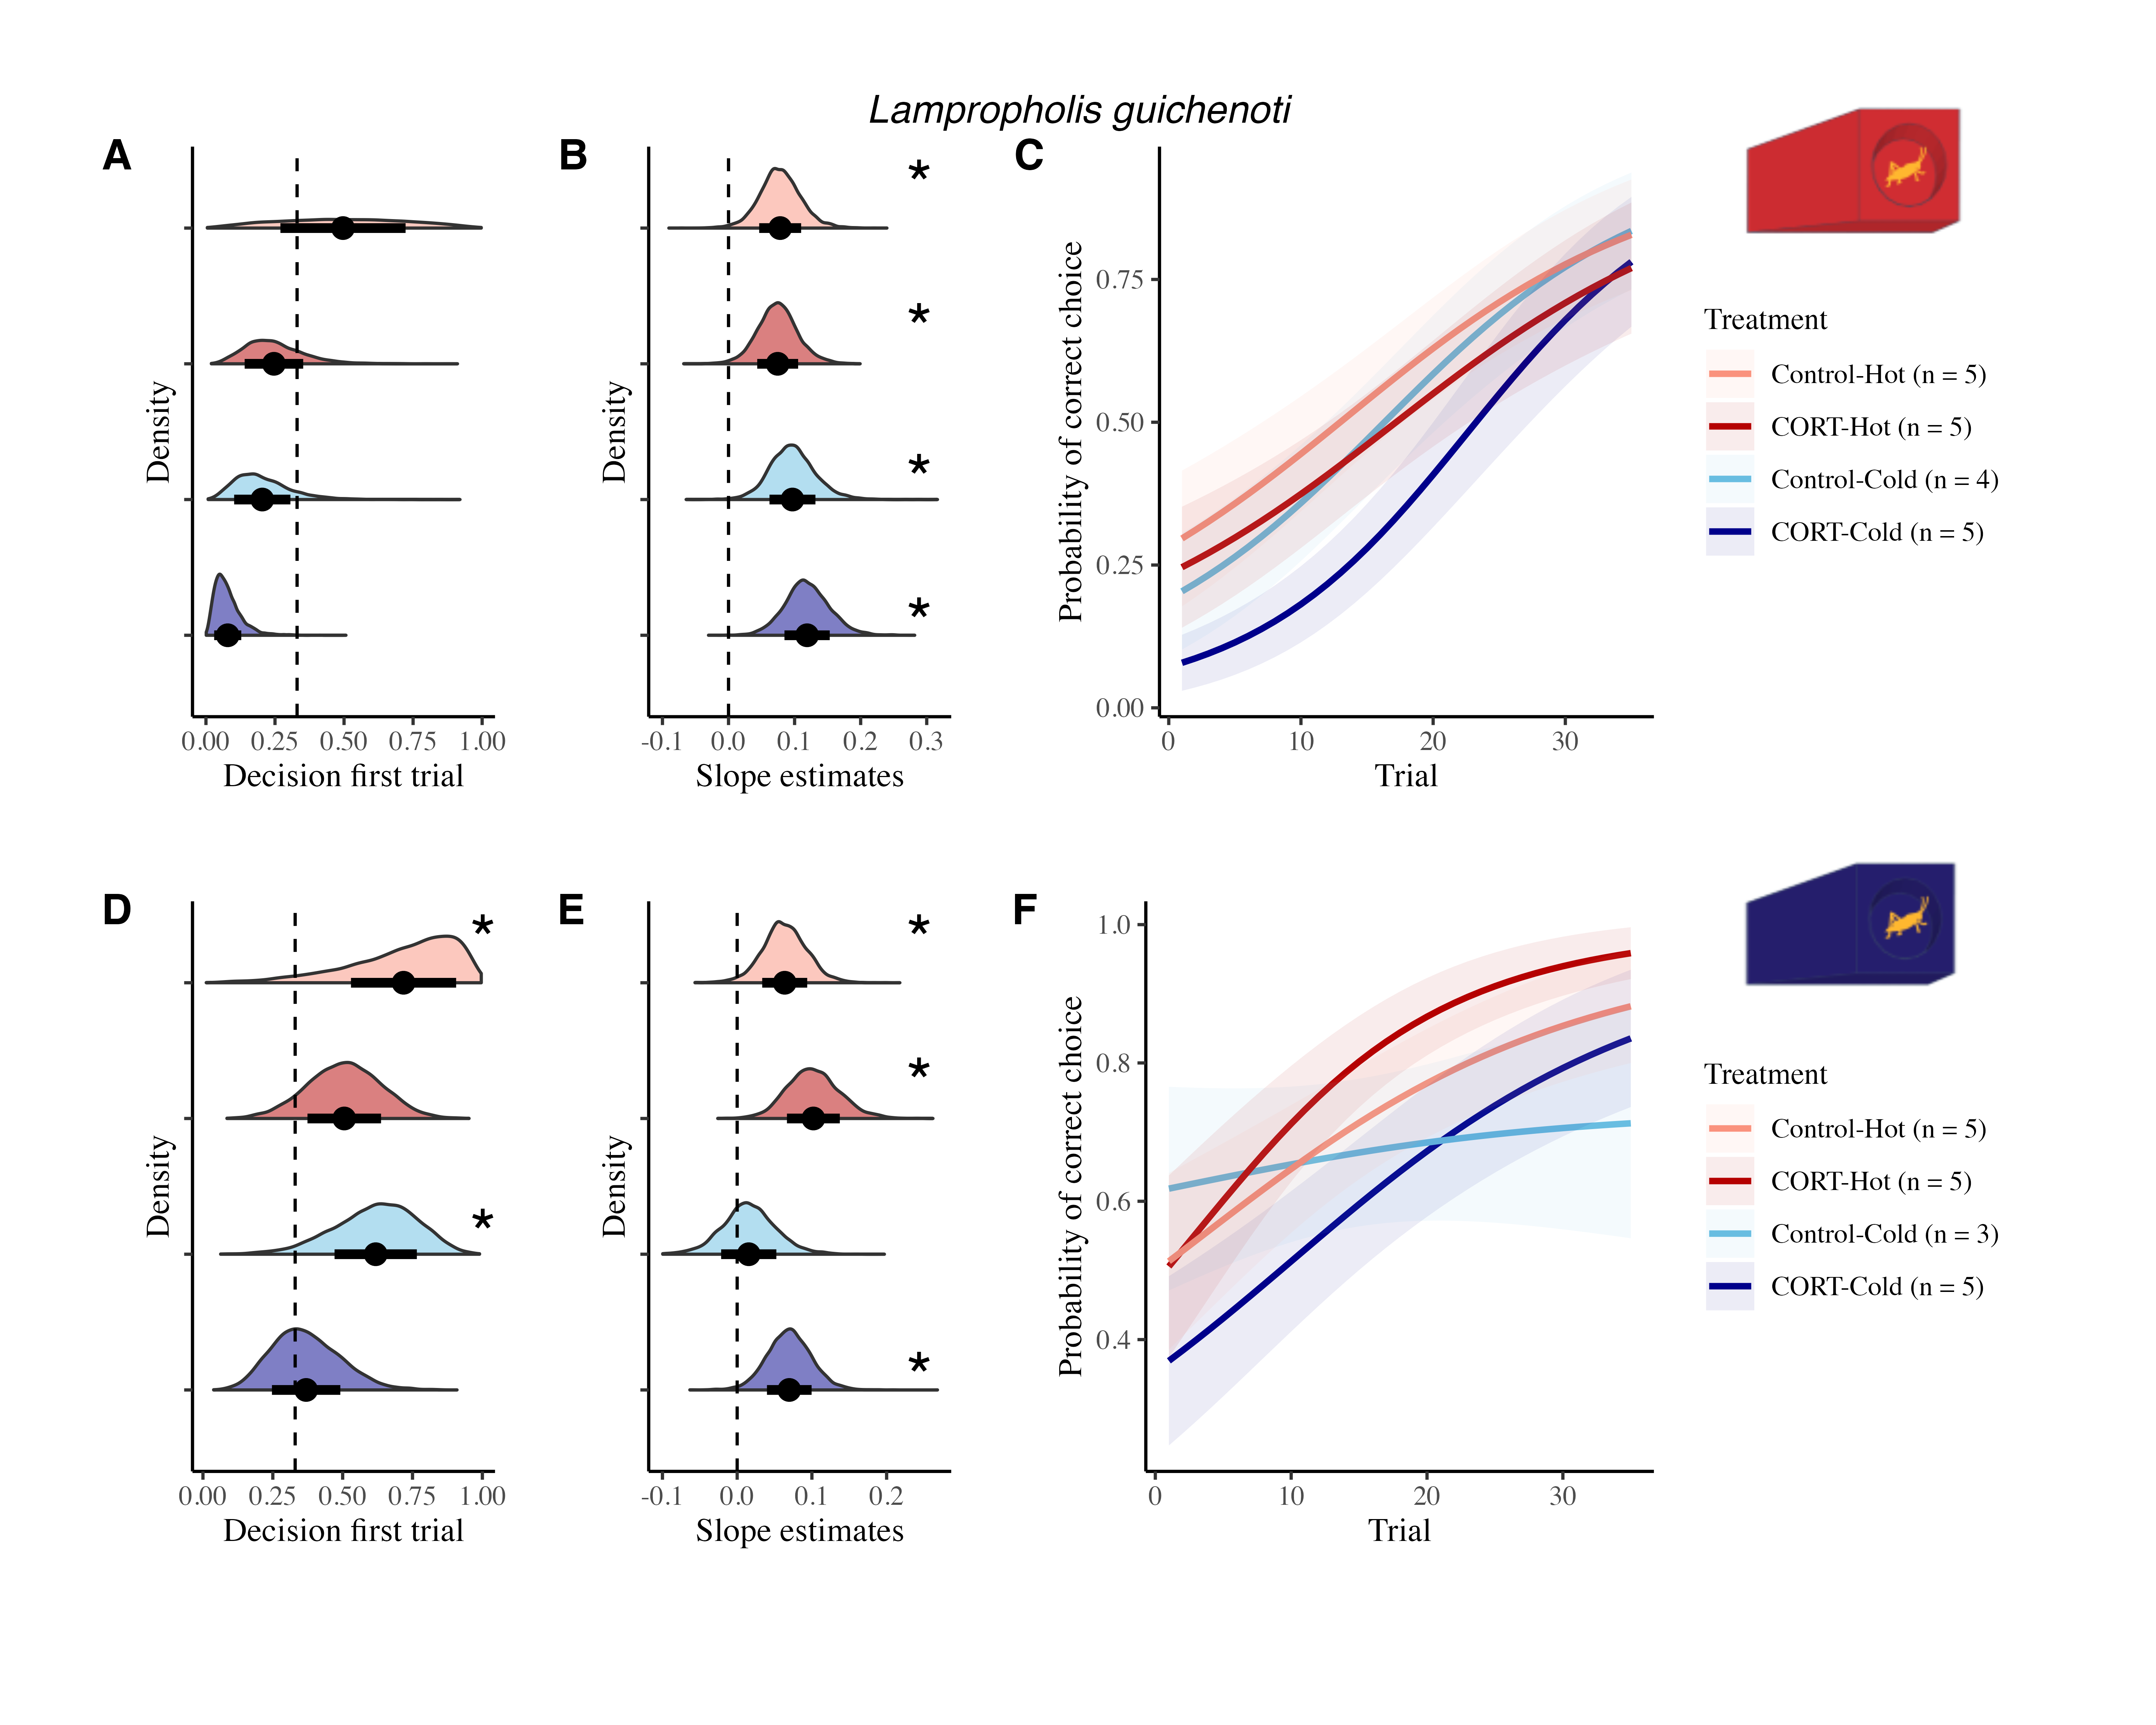 Lampropholis guichenoti
A
Density
0.00 0.25 0.50 0.75 1.00
Decision first trial
B
*
*
*
*
Density
-0.1 0.0 0.1 0.2 0.3
Slope estimates
C
Probability of correct choice
0.75
0.50
0.25
0.00
0 10 20 30
Trial
Treatment
Control-Hot (n = 5)
CORT-Hot (n = 5)
Control-Cold (n = 4)
CORT-Cold (n = 5)
D
*
*
Density
0.00 0.25 0.50 0.75 1.00
Decision first trial
E
*
*
*
Density
-0.1 0.0 0.1 0.2
Slope estimates
F
Probability of correct choice
1.0
0.8
0.6
0.4
0 10 20 30
Trial
Treatment
Control-Hot (n = 5)
CORT-Hot (n = 5)
Control-Cold (n = 3)
CORT-Cold (n = 5)